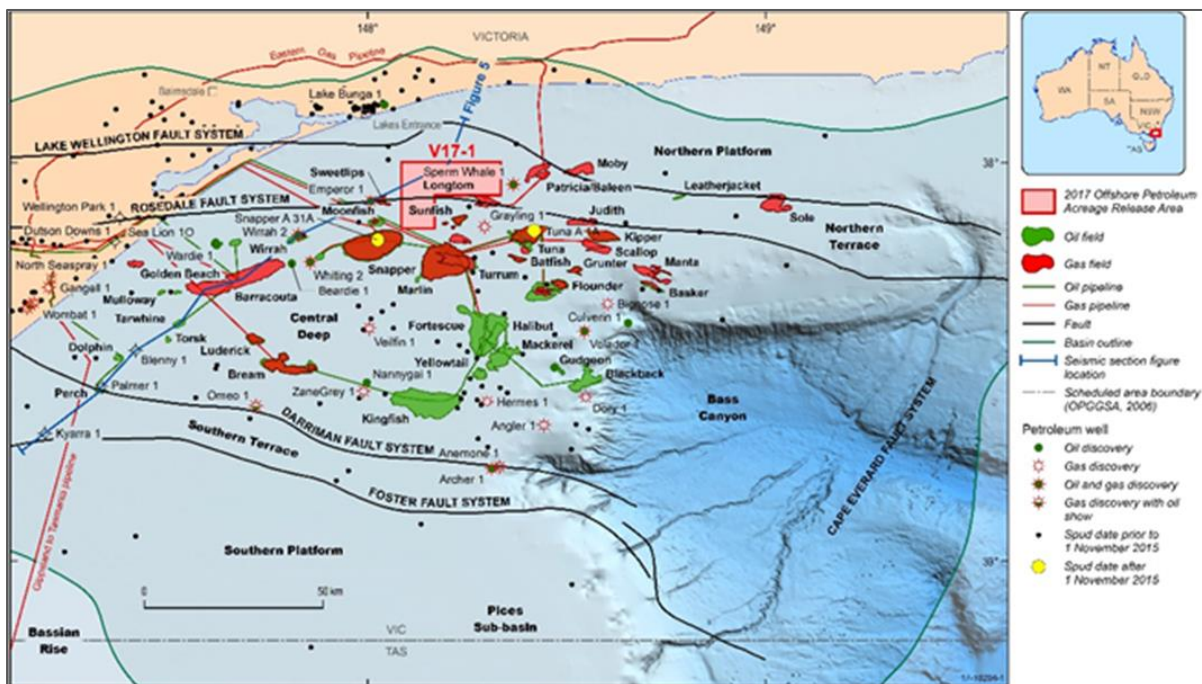 148°
149°
VICTORIA
Eastern Gas Pipeline
Bairnsdale
Lake Bunga 1
Figure 5
Lakes Entrance
LAKE WELLINGTON FAULT SYSTEM
V17-1
Northern Platform
38°
Sweetlips
Sperm Whale 1
Moby
Emperor 1
Longtom
Patricia/Baleen
Leatherjacket
Wellington Park 1
ROSEDALE FAULT SYSTEM
Moonfish
Sunfish
Grayling 1
Judith
Sole
Snapper A 31A
Dutson Downs 1
Sea Lion 1
Wirrah 2
Tuna A 4A
Kipper
Northern
Terrace
Wardie 1
Wirrah
Tuna
Scallop
North Seaspray 1
Golden Beach
Whiting 2
Snapper
Turrum
Batfish
Grunter
Manta
Gangell 1
Beardie 1
Marlin
Flounder
Basker
Mulloway
Barracouta
Bignose 1
Wombat 1
Tarwhine
Central
Deep
Culverin 1
Torsk
Veilfin 1
Fortescue
Halibut
Volador 1
Dolphin
Luderick
Mackerel
Blenny 1
Yellowtail
Gudgeon
Bream
Nannygai 1
Blackback
Perch
Palmer 1
ZaneGrey 1
Bass
Canyon
Omeo 1
Kingfish
Hermes 1
Dory 1
Angler 1
Kyarra 1
DARRIMAN FAULT SYSTEM
Southern Terrace
Anemone 1
Archer 1
FOSTER FAULT SYSTEM
CAPE EVERARD FAULT SYSTEM
Gippsland to Tasmania pipeline
Southern Platform
39°
0
50 km
Pices
Sub-basin
Bassian
Rise
VIC
TAS
WA
NT
SA
QLD
NSW
VIC
TAS
2017 Offshore Petroleum
Acreage Release Area
Oil field
Gas field
Oil pipeline
Gas pipeline
Fault
Basin outline
Seismic section figure
location
Scheduled area boundary
(OPGGSA, 2006)
Petroleum well
Oil discovery
Gas discovery
Oil and gas discovery
Gas discovery with oil
show
Spud date prior to
1 November 2015
Spud date after
1 November 2015